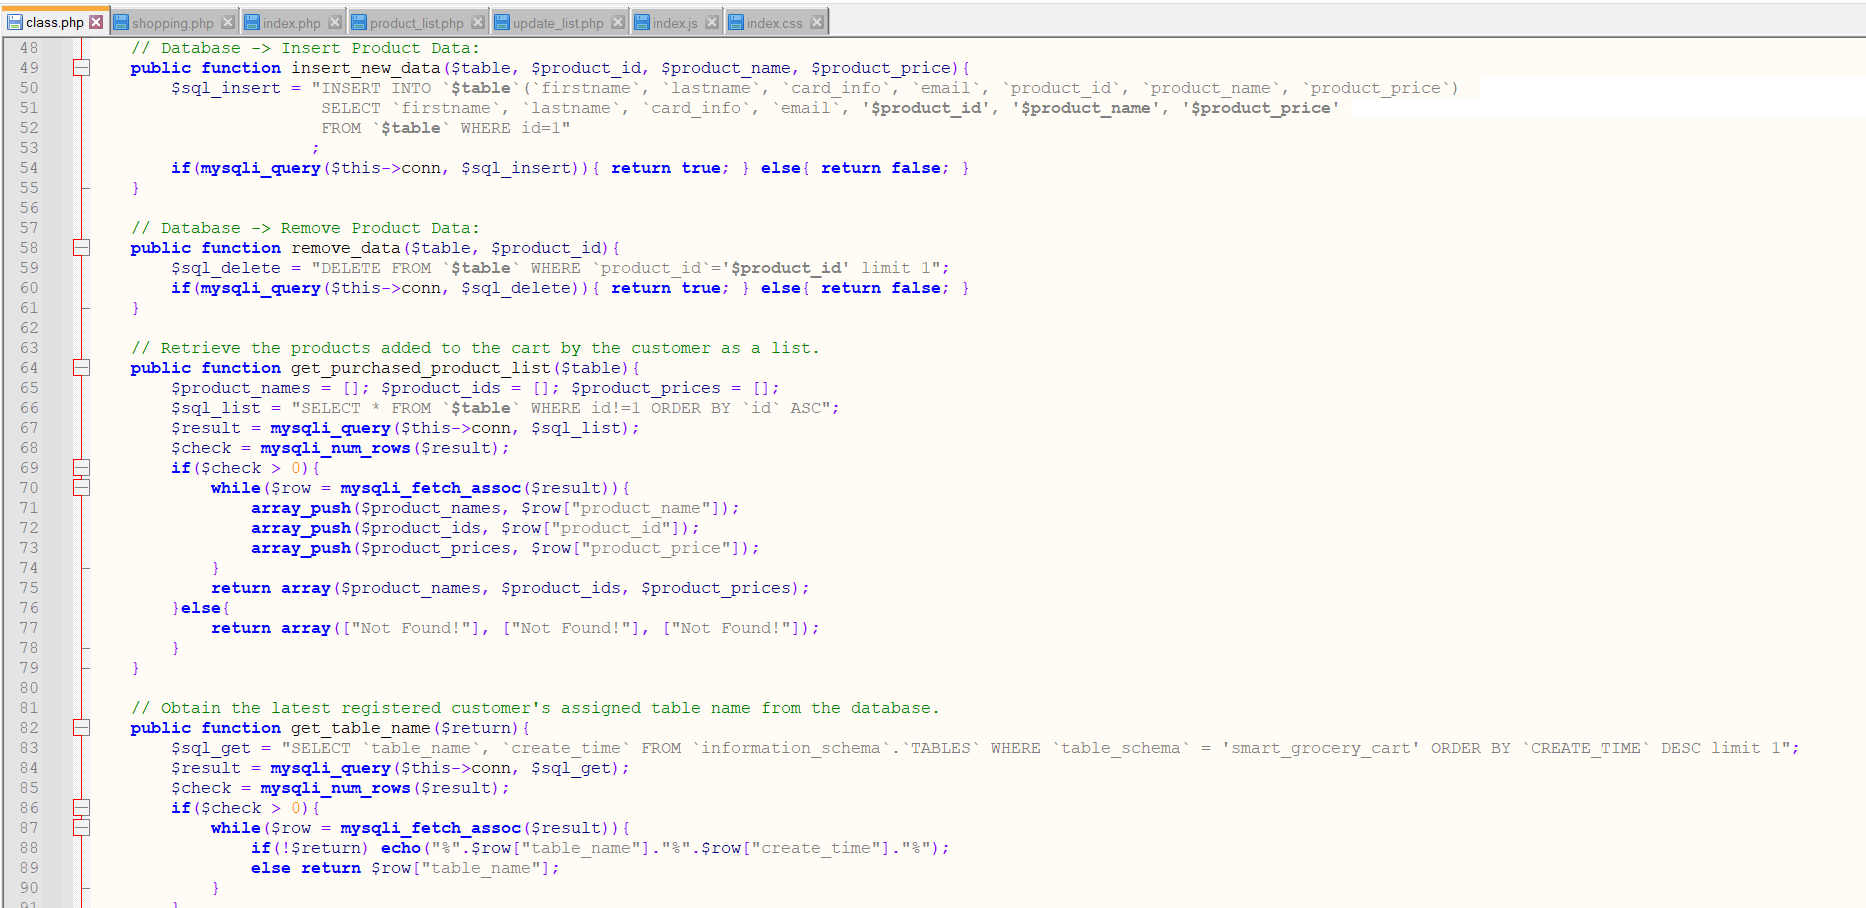 class.php shopping.php index.php product_list.php update_list.php index.js index.css
48 // Database -> Insert Product Data:
49 public function insert_new_data($table, $product_id, $product_name, $product_price){
50 $sql_insert = "INSERT INTO `$table`(`firstname`, `lastname`, `card_info`, `email`, `product_id`, `product_name`, `product_price`)
51 SELECT `firstname`, `lastname`, `card_info`, `email`, '$product_id', '$product_name', '$product_price'
52 FROM `$table` WHERE id=1"
53 ;
54 if(mysqli_query($this->conn, $sql_insert)){ return true; } else{ return false; }
55 }
56
57 // Database -> Remove Product Data:
58 public function remove_data($table, $product_id){
59 $sql_delete = "DELETE FROM `$table` WHERE `product_id`='$product_id' limit 1";
60 if(mysqli_query($this->conn, $sql_delete)){ return true; } else{ return false; }
61 }
62
63 // Retrieve the products added to the cart by the customer as a list.
64 public function get_purchased_product_list($table){
65 $product_names = []; $product_ids = []; $product_prices = [];
66 $sql_list = "SELECT * FROM `$table` WHERE id!=1 ORDER BY `id` ASC";
67 $result = mysqli_query($this->conn, $sql_list);
68 $check = mysqli_num_rows($result);
69 if($check > 0){
70 while($row = mysqli_fetch_assoc($result)){
71 array_push($product_names, $row["product_name"]);
72 array_push($product_ids, $row["product_id"]);
73 array_push($product_prices, $row["product_price"]);
74 }
75 return array($product_names, $product_ids, $product_prices);
76 }else{
77 return array(["Not Found!"], ["Not Found!"], ["Not Found!"]);
78 }
79 }
80
81 // Obtain the latest registered customer's assigned table name from the database.
82 public function get_table_name($return){
83 $sql_get = "SELECT `table_name`, `create_time` FROM `information_schema`.`TABLES` WHERE `table_schema` = 'smart_grocery_cart' ORDER BY `CREATE_TIME` DESC limit 1";
84 $result = mysqli_query($this->conn, $sql_get);
85 $check = mysqli_num_rows($result);
86 if($check > 0){
87 while($row = mysqli_fetch_assoc($result)){
88 if(!$return) echo("%".$row["table_name"]."%".$row["create_time"]."%");
89 else return $row["table_name"];
90 }
91 }